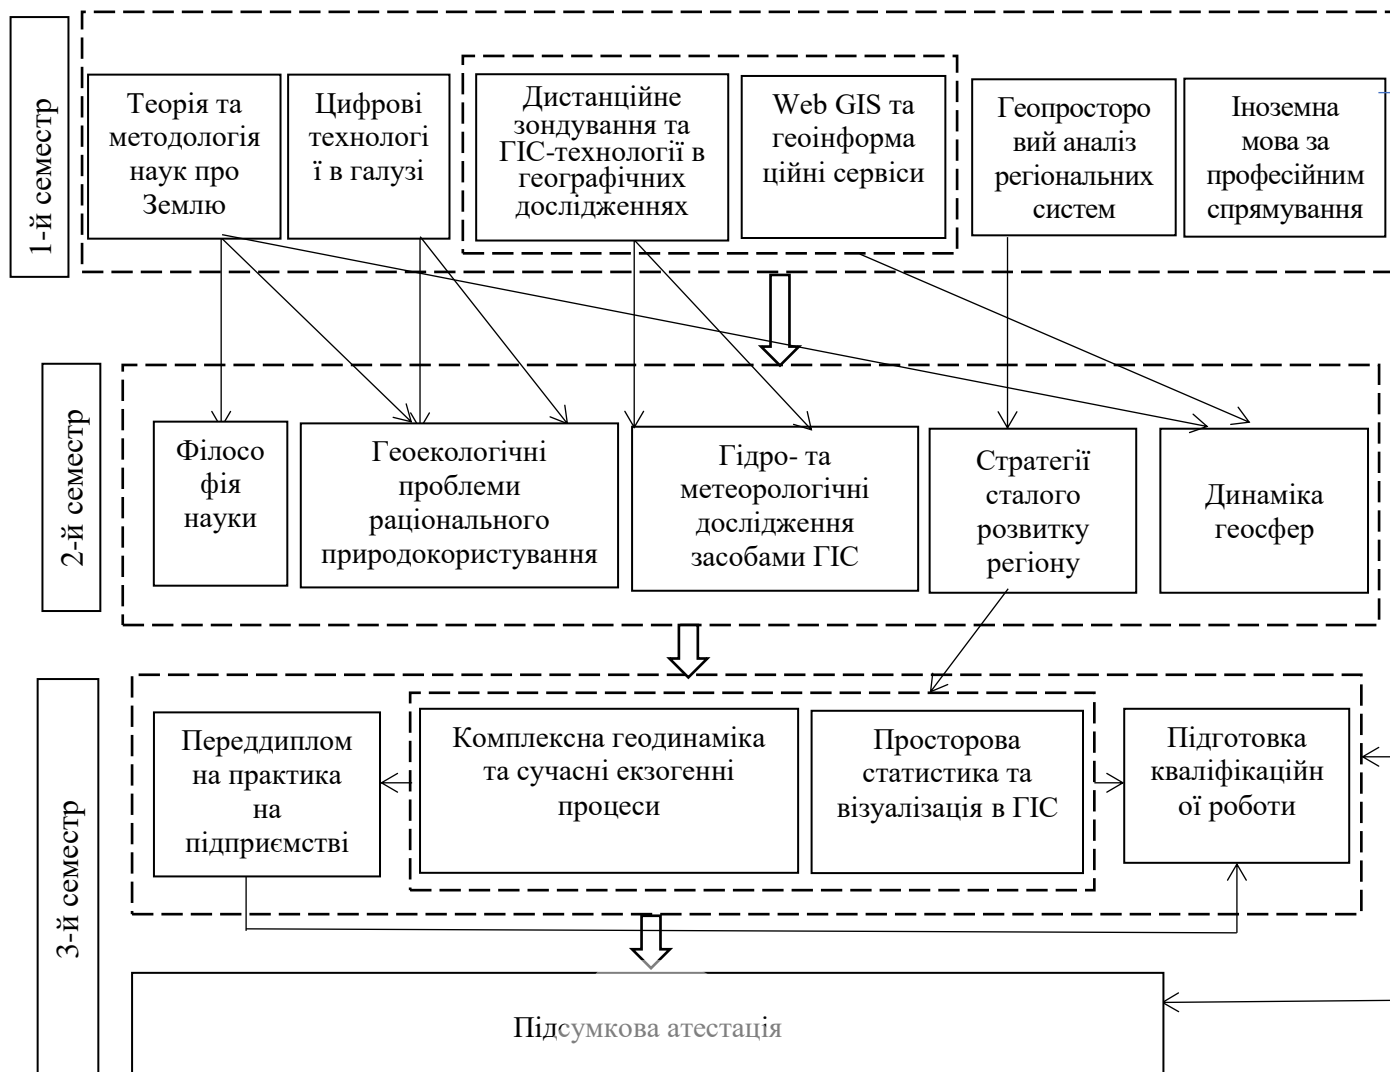 1-й семестр
Теорія та
методологія
наук про
Землю
Цифрові
технологі
ї в галузі
Дистанційне
зондування та
ГІС-технології в
географічних
дослідженнях
Web GIS та
геоінформа
ційні сервіси
Геопросторо
вий аналіз
регіональних
систем
Іноземна
мова за
професійним
спрямування
2-й семестр
Філосо
фія
науки
Геоекологічні
проблеми
раціонального
природокористування
Гідро- та
метеорологічні
дослідження
засобами ГІС
Стратегії
сталого
розвитку
регіону
Динаміка
геосфер
3-й семестр
Переддиплом
на практика
на
підприємстві
Комплексна геодинаміка
та сучасні екзогенні
процеси
Просторова
статистика та
візуалізація в ГІС
Підготовка
кваліфікаційн
ої роботи
Підсумкова атестація